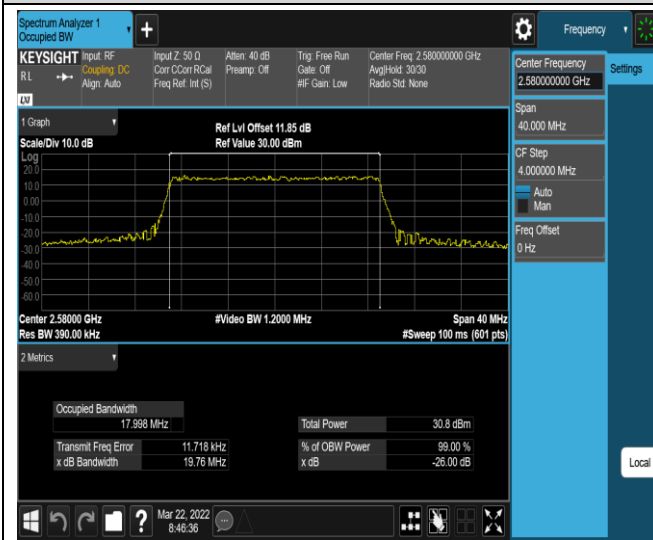 Spectrum Analyzer 1
Occupied BW
+
Frequency
KEYSIGHT
RL
LXI
Input: RF
Coupling: DC
Align: Auto
Input Z: 50 Ω
Corr CCorr RCal
Freq Ref: Int (S)
Atten: 40 dB
Preamp: Off
Trig: Free Run
Gate: Off
#IF Gain: Low
Center Freq: 2.580000000 GHz
Avg|Hold: 30/30
Radio Std: None
Center Frequency
2.580000000 GHz
Settings
Span
40.000 MHz
CF Step
4.000000 MHz
Auto
Man
Freq Offset
0 Hz
1 Graph
Scale/Div 10.0 dB
Ref Lvl Offset 11.85 dB
Ref Value 30.00 dBm
Log
20.0
10.0
0.00
-10.0
-20.0
-30.0
-40.0
-50.0
-60.0
Center 2.58000 GHz
#Video BW 1.2000 MHz
Span 40 MHz
Res BW 390.00 kHz
#Sweep 100 ms (601 pts)
2 Metrics
Occupied Bandwidth
17.998 MHz
Total Power 30.8 dBm
Transmit Freq Error 11.718 kHz
% of OBW Power 99.00 %
x dB Bandwidth 19.76 MHz
x dB -26.00 dB
Local
?
Mar 22, 2022
8:46:36